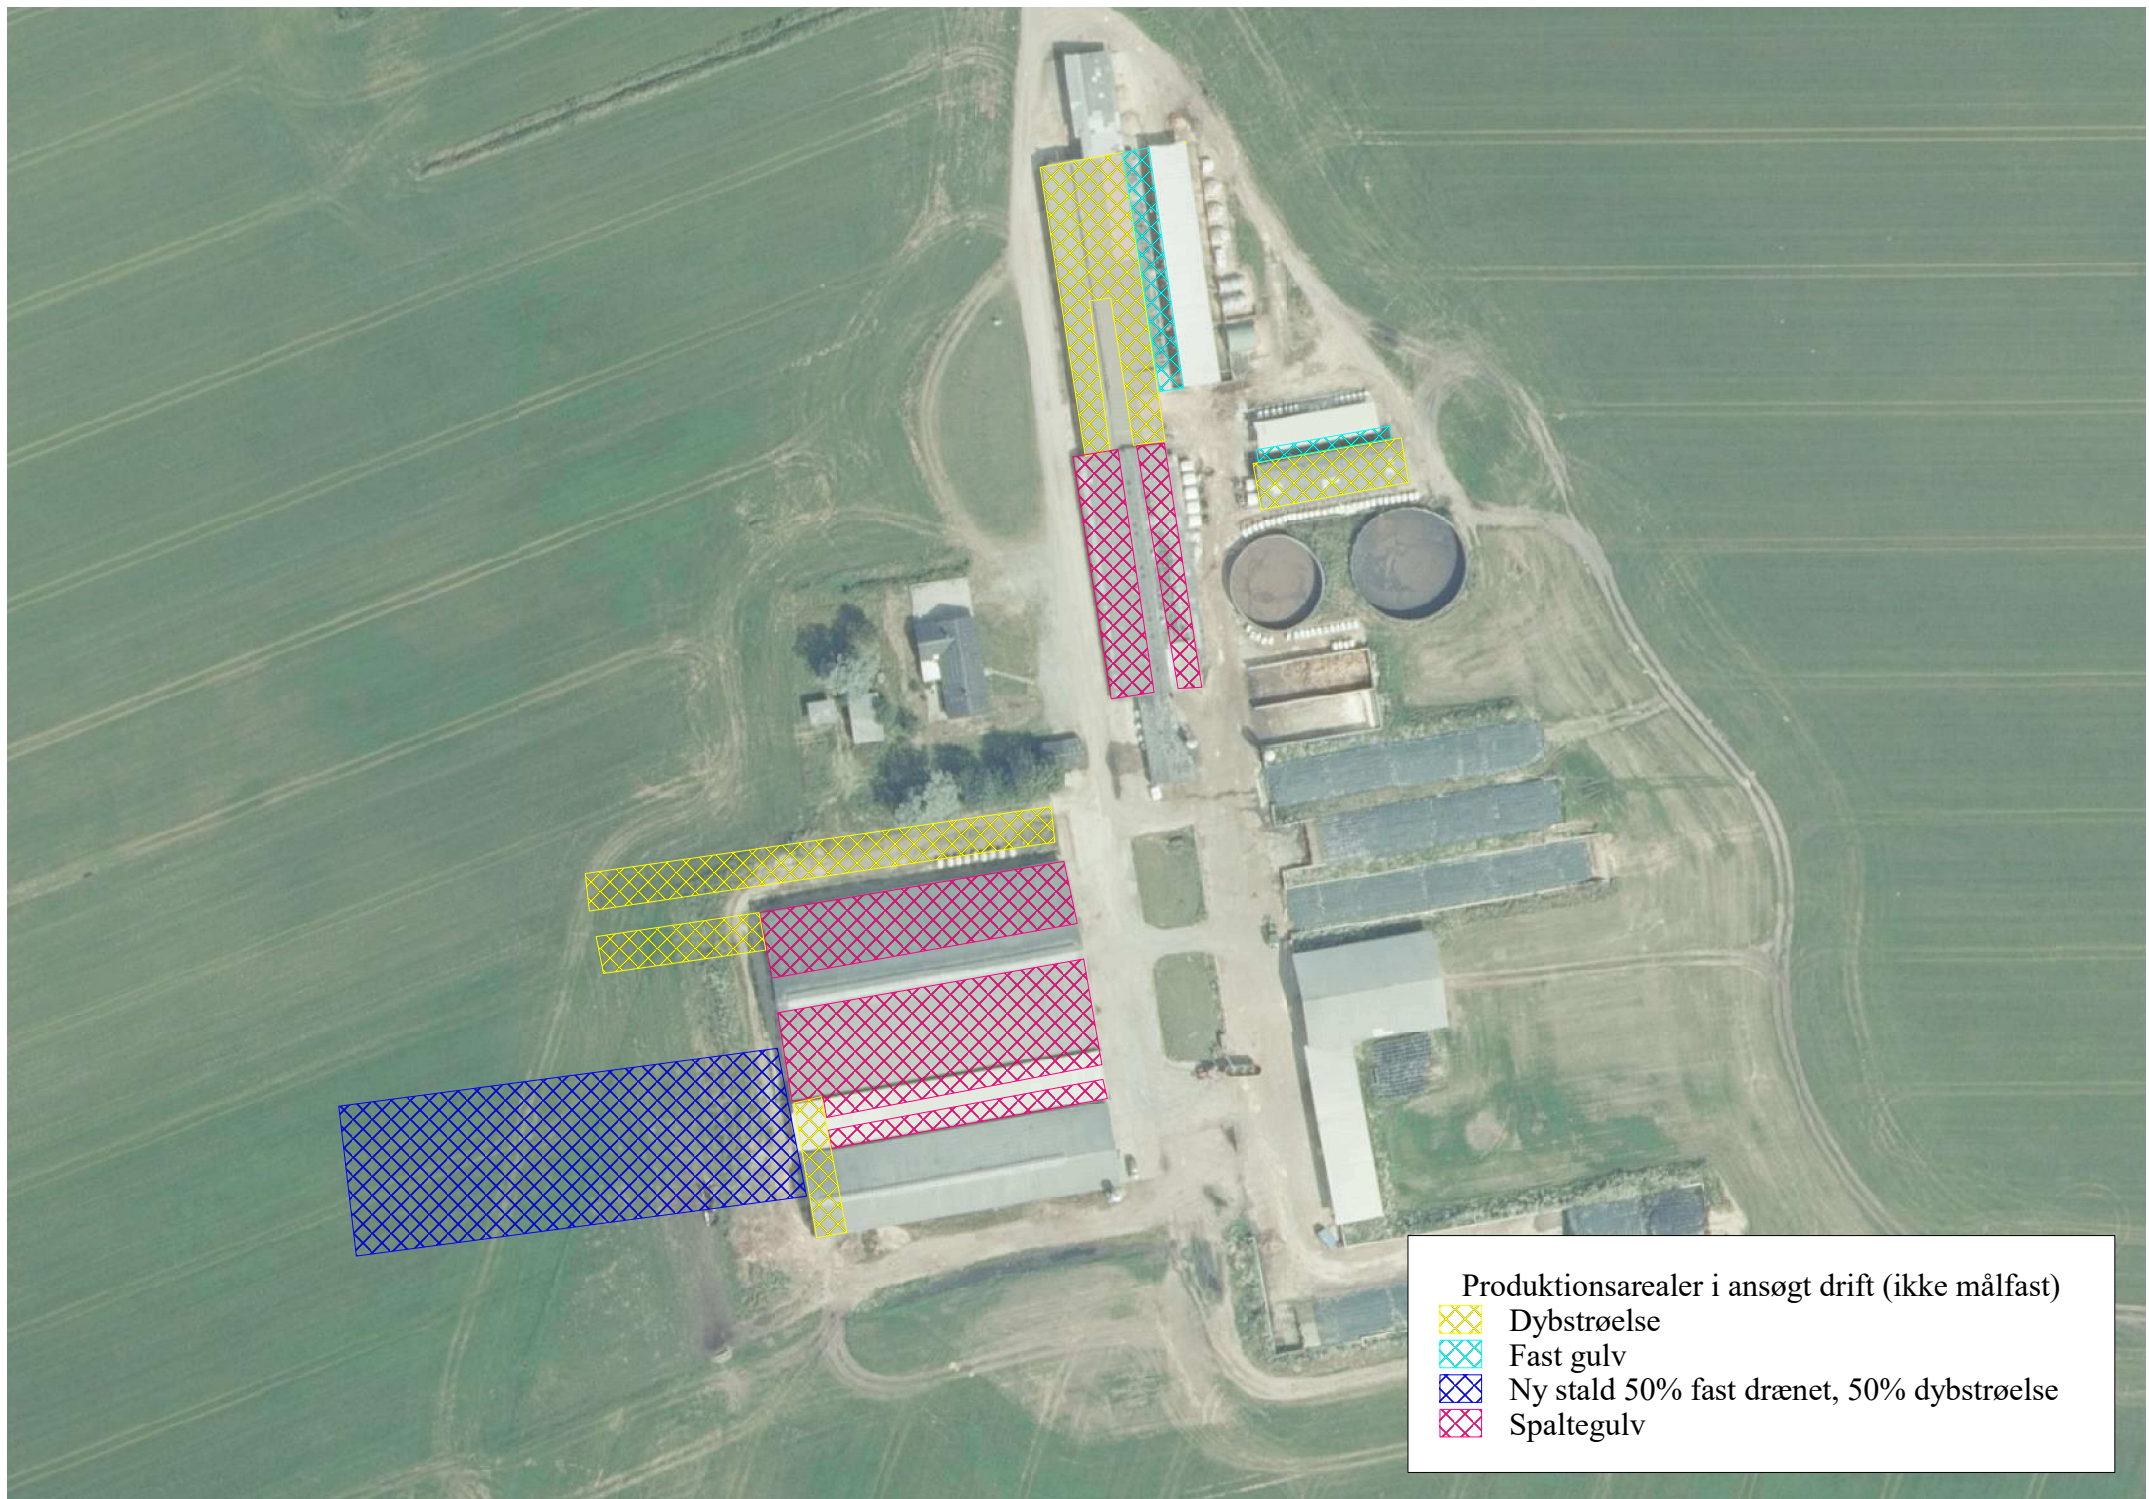 Produktionsarealer i ansøgt drift (ikke målfast)
Dybstrøelse
Fast gulv
Ny stald 50% fast drænet, 50% dybstrøelse
Spaltegulv